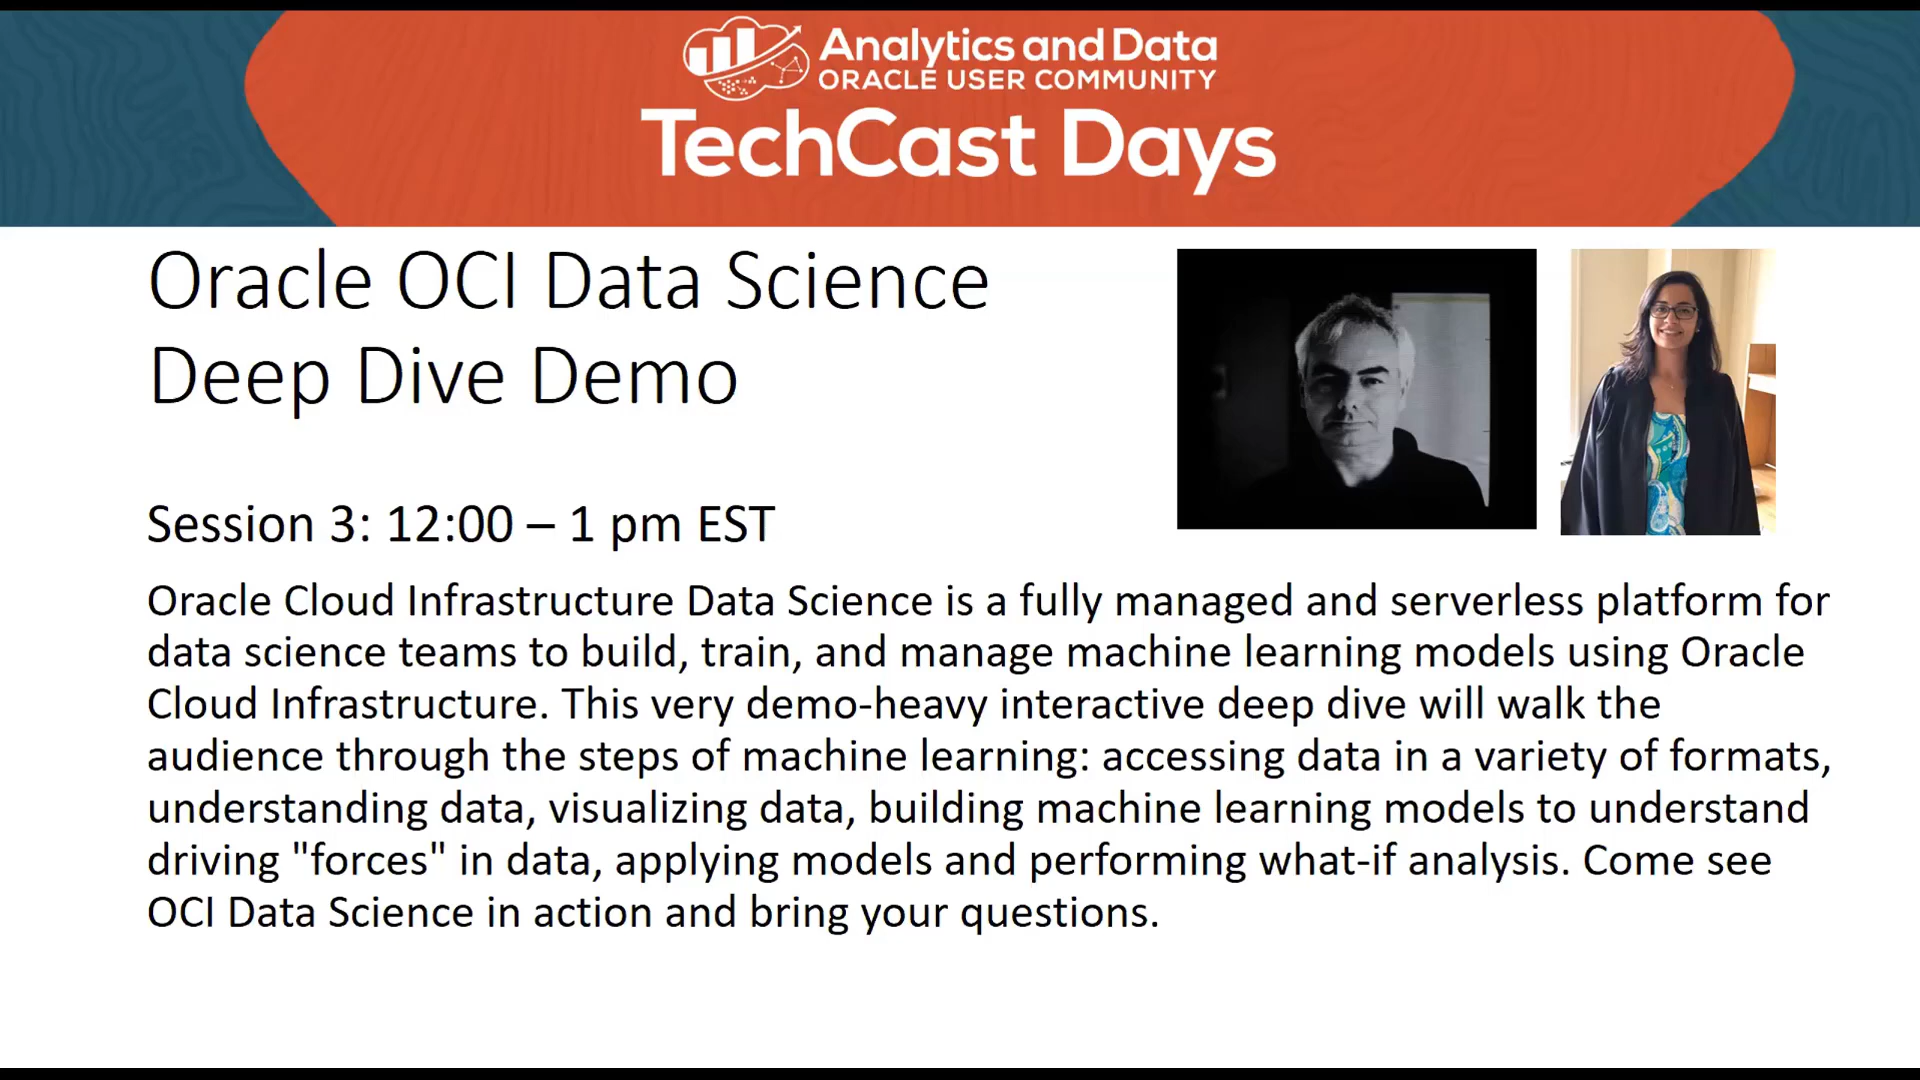 Analytics and Data
ORACLE USER COMMUNITY
TechCast Days
Oracle OCI Data Science
Deep Dive Demo
Session 3: 12:00 – 1 pm EST
Oracle Cloud Infrastructure Data Science is a fully managed and serverless platform for
data science teams to build, train, and manage machine learning models using Oracle
Cloud Infrastructure. This very demo-heavy interactive deep dive will walk the
audience through the steps of machine learning: accessing data in a variety of formats,
understanding data, visualizing data, building machine learning models to understand
driving "forces" in data, applying models and performing what-if analysis. Come see
OCI Data Science in action and bring your questions.